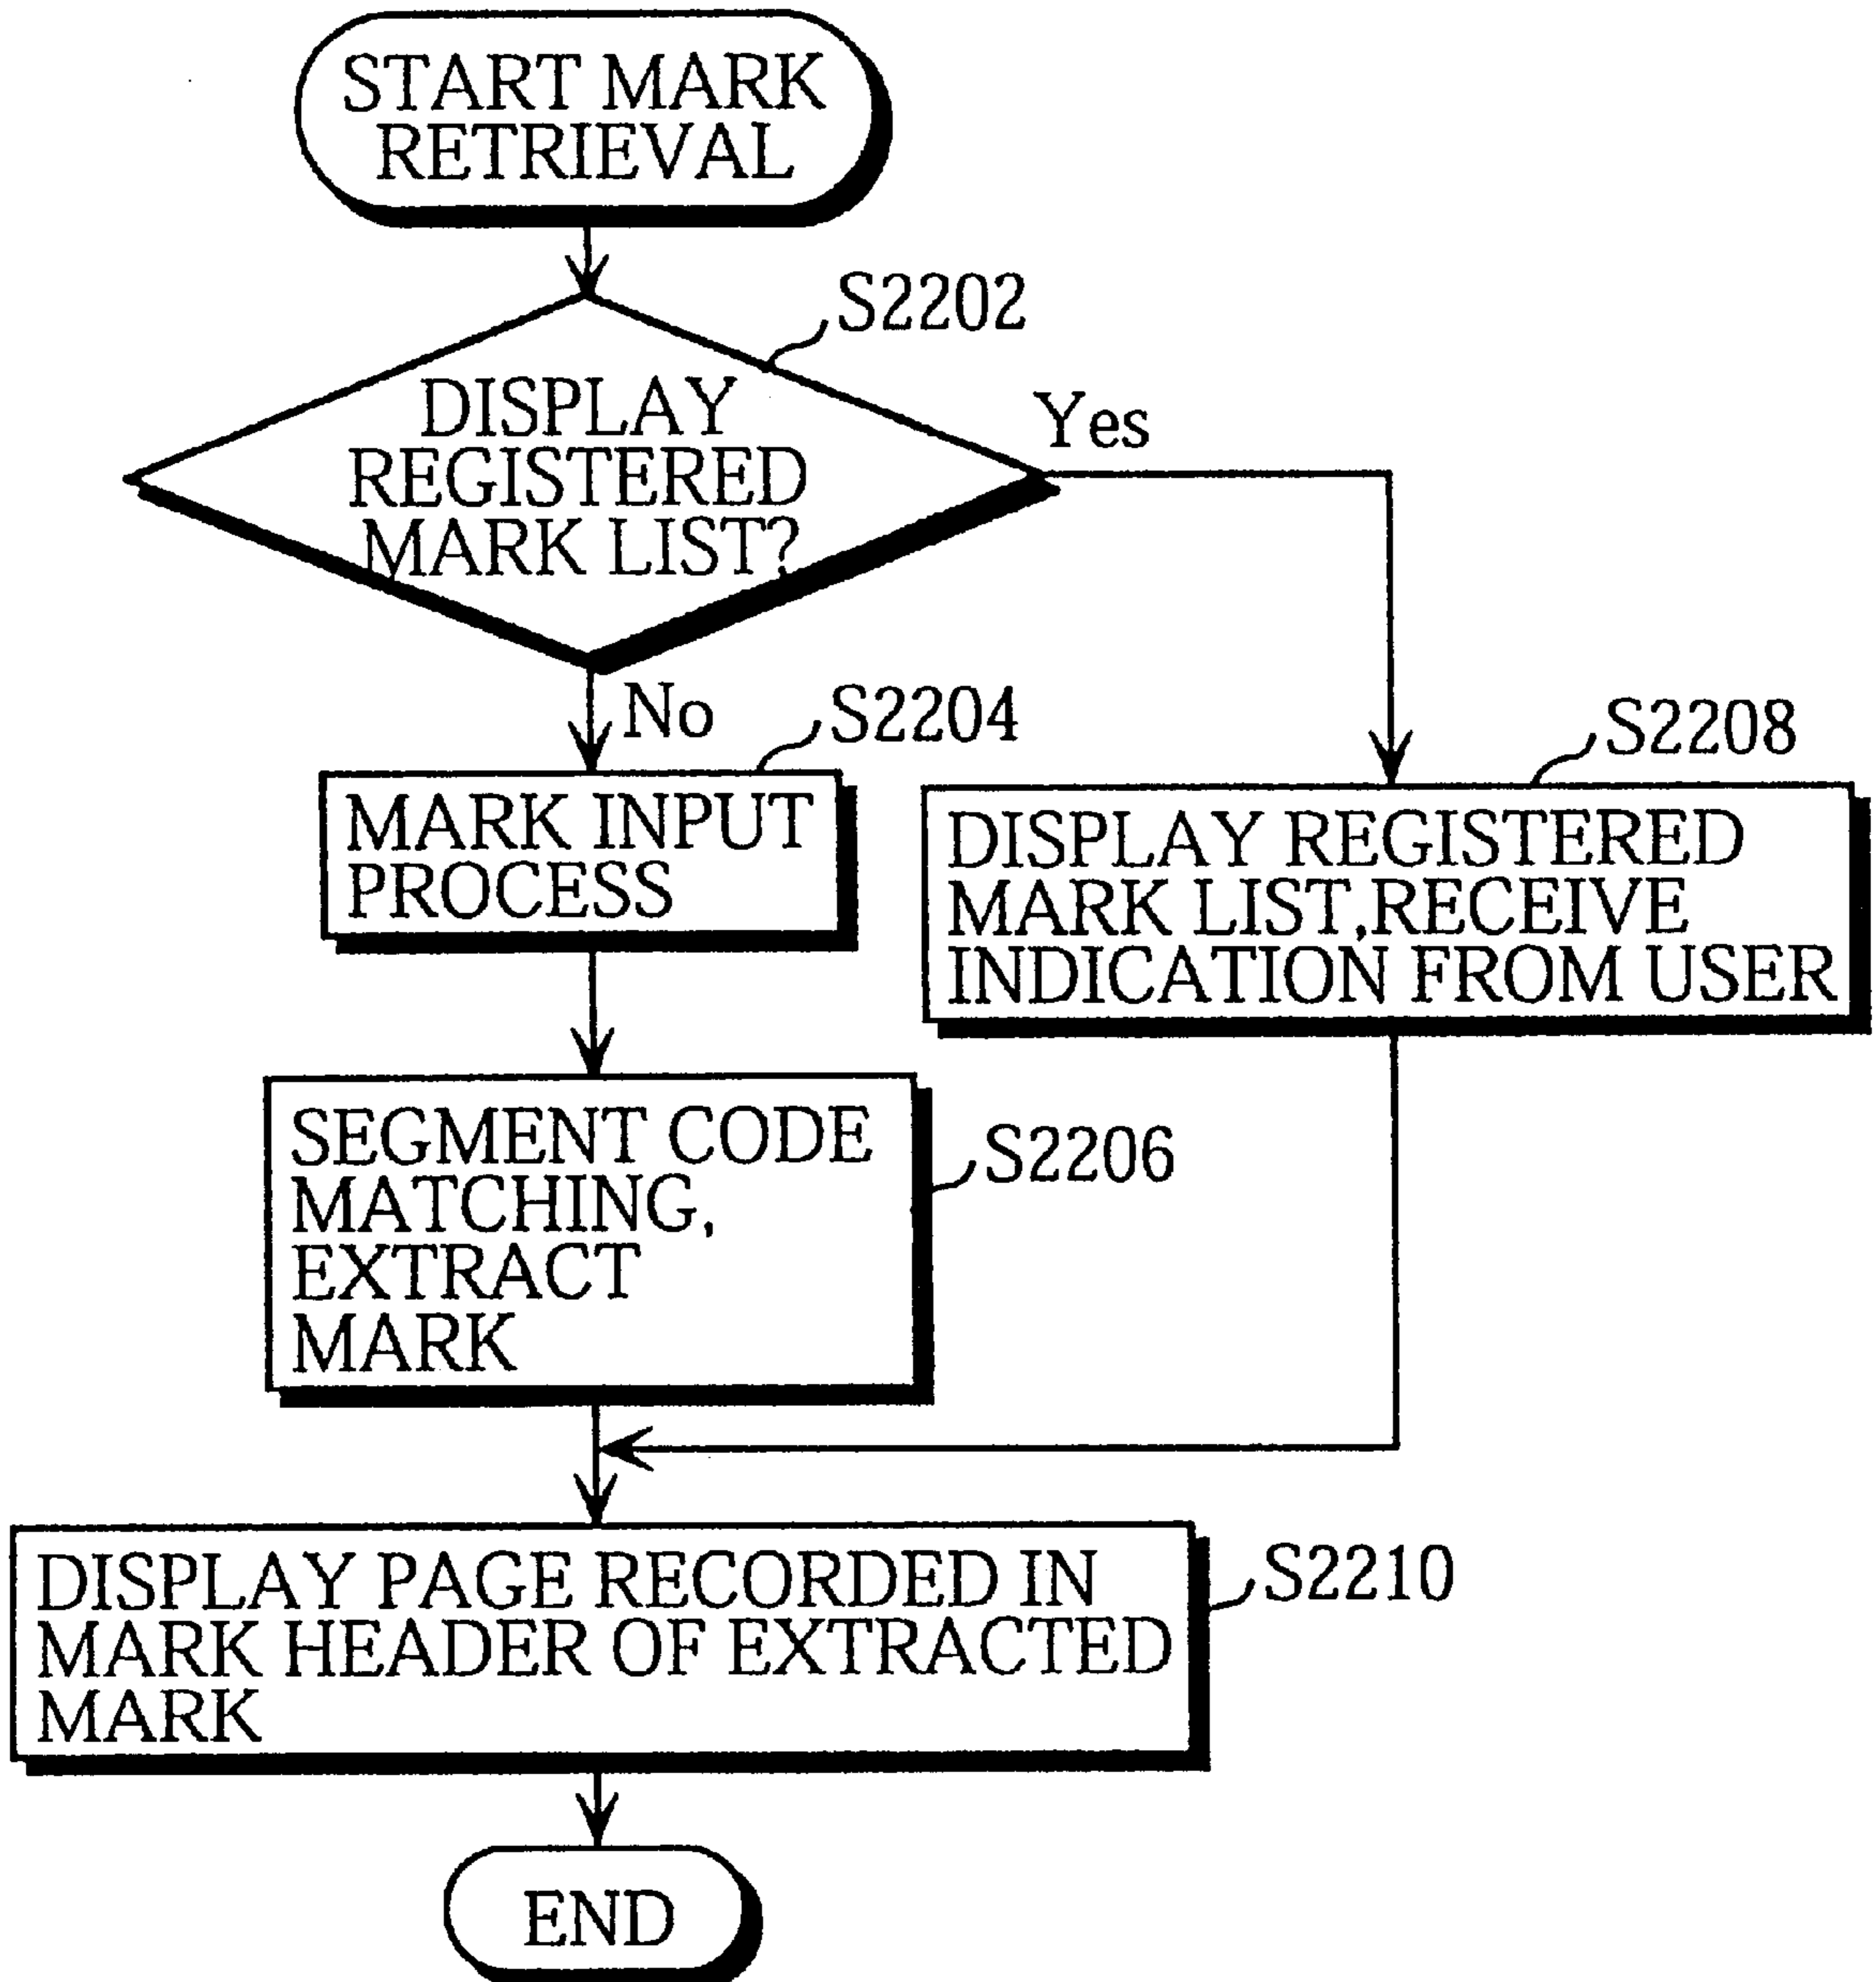 START MARK
RETRIEVAL
S2202
DISPLAY
REGISTERED
MARK LIST?
Yes
No
S2204
MARK INPUT
PROCESS
S2208
DISPLAY REGISTERED
MARK LIST,RECEIVE
INDICATION FROM USER
SEGMENT CODE
MATCHING,
EXTRACT
MARK
S2206
DISPLAY PAGE RECORDED IN
MARK HEADER OF EXTRACTED
MARK
S2210
END